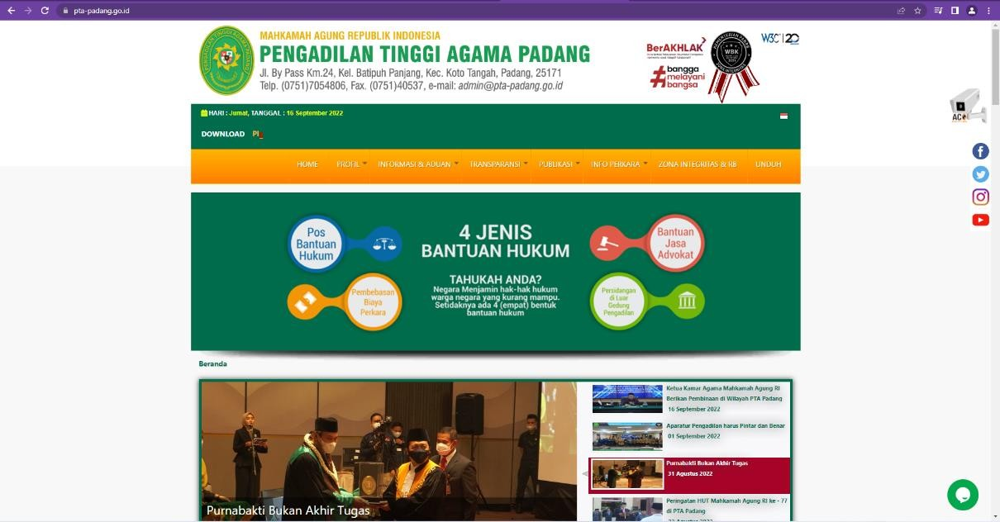 pta-padang.go.id
MAHKAMAH AGUNG REPUBLIK INDONESIA
PENGADILAN TINGGI AGAMA PADANG
Jl. By Pass Km.24, Kel. Batipuh Panjang, Kec. Koto Tangah, Padang, 25171
Telp. (0751)7054806, Fax. (0751)40537, e-mail: admin@pta-padang.go.id
BerAKHLAK
#bangga
melayani
bangsa
WBK
W3C 20
HARI : Jumat, TANGGAL : 16 September 2022
DOWNLOAD
HOME PROFIL INFORMASI & ADUAN TRANSPARANSI PUBLIKASI INFO PERKARA ZONA INTEGRITAS & RB UNDUH
Pos
Bantuan
Hukum
4 JENIS
BANTUAN HUKUM
Bantuan
Jasa
Advokat
Pembebasan
Biaya
Perkara
TAHUKAH ANDA?
Negara Menjamin hak-hak hukum
warga negara yang kurang mampu.
Setidaknya ada 4 (empat) bentuk
bantuan hukum
Persidangan
di Luar
Gedung
Pengadilan
Beranda
Purnabakti Bukan Akhir Tugas
Ketua Kamar Agama Mahkamah Agung RI
Berikan Pembinaan di Wilayah PTA Padang
16 September 2022
Aparatur Pengadilan harus Pintar dan Benar
01 September 2022
Purnabakti Bukan Akhir Tugas
31 Agustus 2022
Peringatan HUT Mahkamah Agung RI ke - 77
di PTA Padang